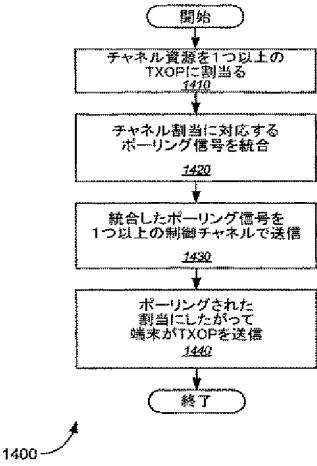 開始
チャネル資源を1つ以上の
TXOPに割当る
1410
チャネル割当に対応する
ポーリング信号を統合
1420
統合したポーリング信号を
1つ以上の制御チャネルで送信
1430
ポーリングされた
割当にしたがって
端末がTXOPを送信
1440
終了
1400